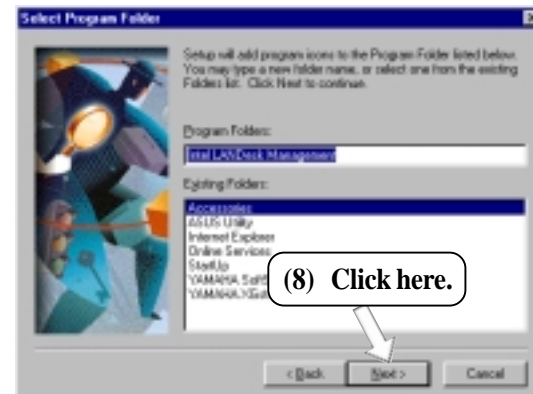 Select Program Folder
Setup will add program icons to the Program Folder listed below.
You may type a new folder name, or select one from the existing
Folders list. Click Next to continue.
Program Folders:
Intel LANDesk Management
Existing Folders:
Accessories
ASUS Utility
Internet Explorer
Online Services
StartUp
YAMAHA
YAMAHA
(8) Click here.
< Back
Next >
Cancel